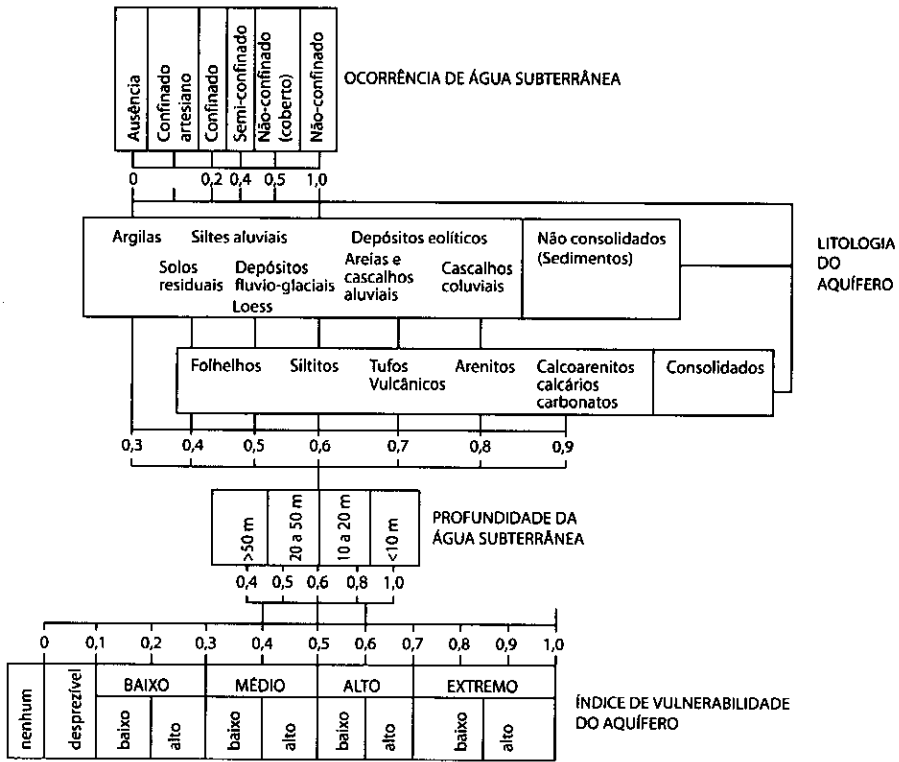 Ausência
Confinado
artesiano
Confinado
Semi-confinado
Não-confinado
(coberto)
Não-confinado
OCORRÊNCIA DE ÁGUA SUBTERRÂNEA
0 0,2 0,4 0,5 1,0
Argilas Siltes aluviais Depósitos eolíticos
Solos
residuais
Depósitos
fluvio-glaciais
Loess
Areías e
cascalhos
aluviais
Cascalhos
coluviais
Não consolidados
(Sedimentos)
LITOLOGIA
DO
AQUÍFERO
Folhelhos
Siltitos
Tufos
Vulcânicos
Arenitos
Calcoarenitos
calcários
carbonatos
Consolidados
0,3 0,4 0,5 0,6 0,7 0,8 0,9
>50 m
20 a 50 m
10 a 20 m
<10 m
PROFUNDIDADE DA
ÁGUA SUBTERRÂNEA
0,4 0,5 0,6 0,8 1,0
0 0,1 0,2 0,3 0,4 0,5 0,6 0,7 0,8 0,9 1,0
nenhum
desprezível
BAIXO MÉDIO ALTO EXTREMO
baixo alto baixo alto baixo alto baixo alto
ÍNDICE DE VULNERABILIDADE
DO AQUÍFERO